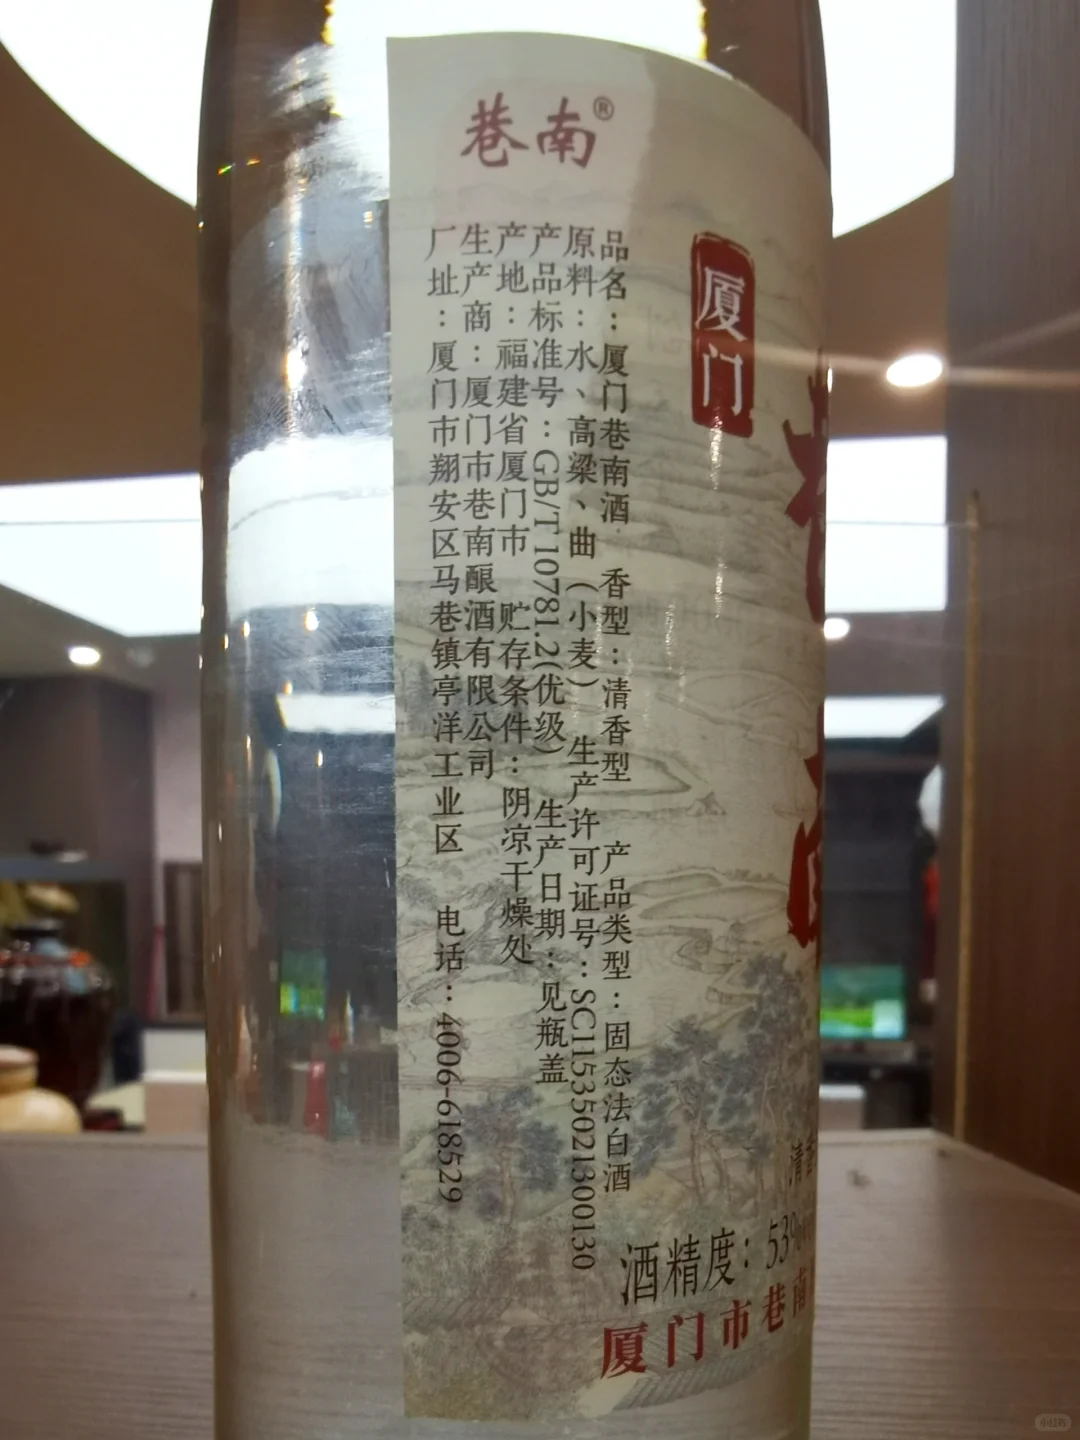 巷南®
品名：厦门巷南酒 香型：清香型 产品类型：固态法白酒
原料：水、高粱、曲（小麦） 生产许可证号：SC11535021300130
产品标准号：GB/T 10781.2(优级) 生产日期：见瓶盖
产地：福建省厦门市 贮存条件：阴凉干燥处
生产商：厦门市巷南酿酒有限公司
厂址：厦门市翔安区马巷镇亭洋工业区 电话：4006-618529
厦门
清香
酒精度：53%
厦门市巷南
小红书